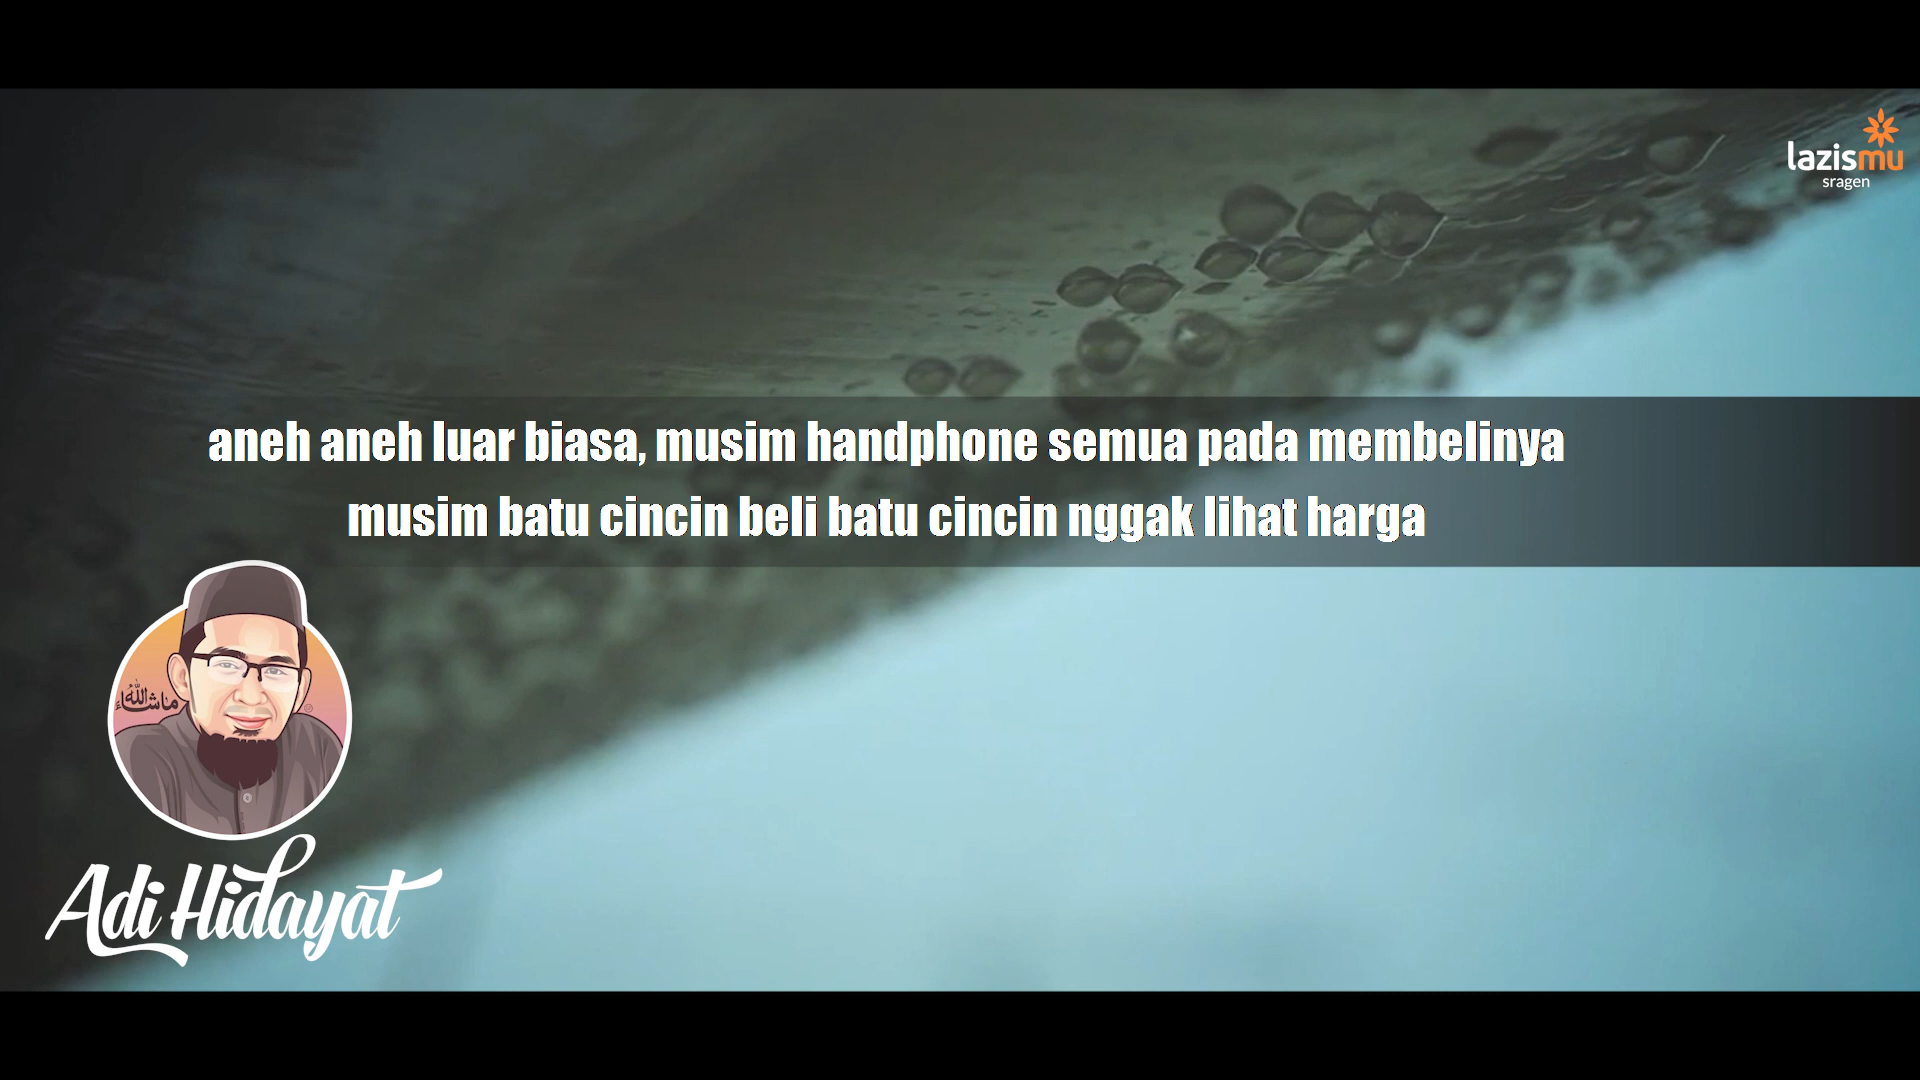 lazismu
sragen
aneh aneh luar biasa, musim handphone semua pada membelinya
musim batu cincin beli batu cincin nggak lihat harga
ماشاءالله
Adi Hidayat